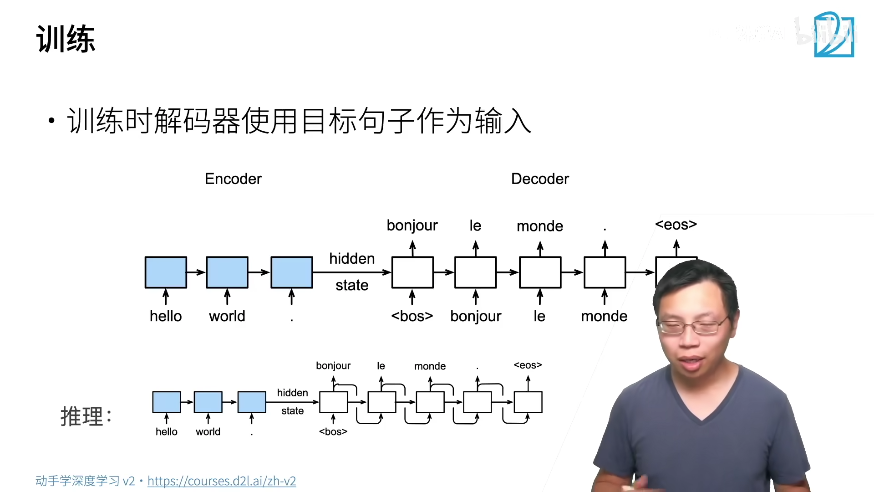 训练
• 训练时解码器使用目标句子作为输入
Encoder
Decoder
bonjour le monde . <eos>
hidden
state
hello world .
<bos> bonjour le monde
bonjour le monde . <eos>
hidden
state
推理：
hello world . <bos>
动手学深度学习 v2 • https://courses.d2l.ai/zh-v2